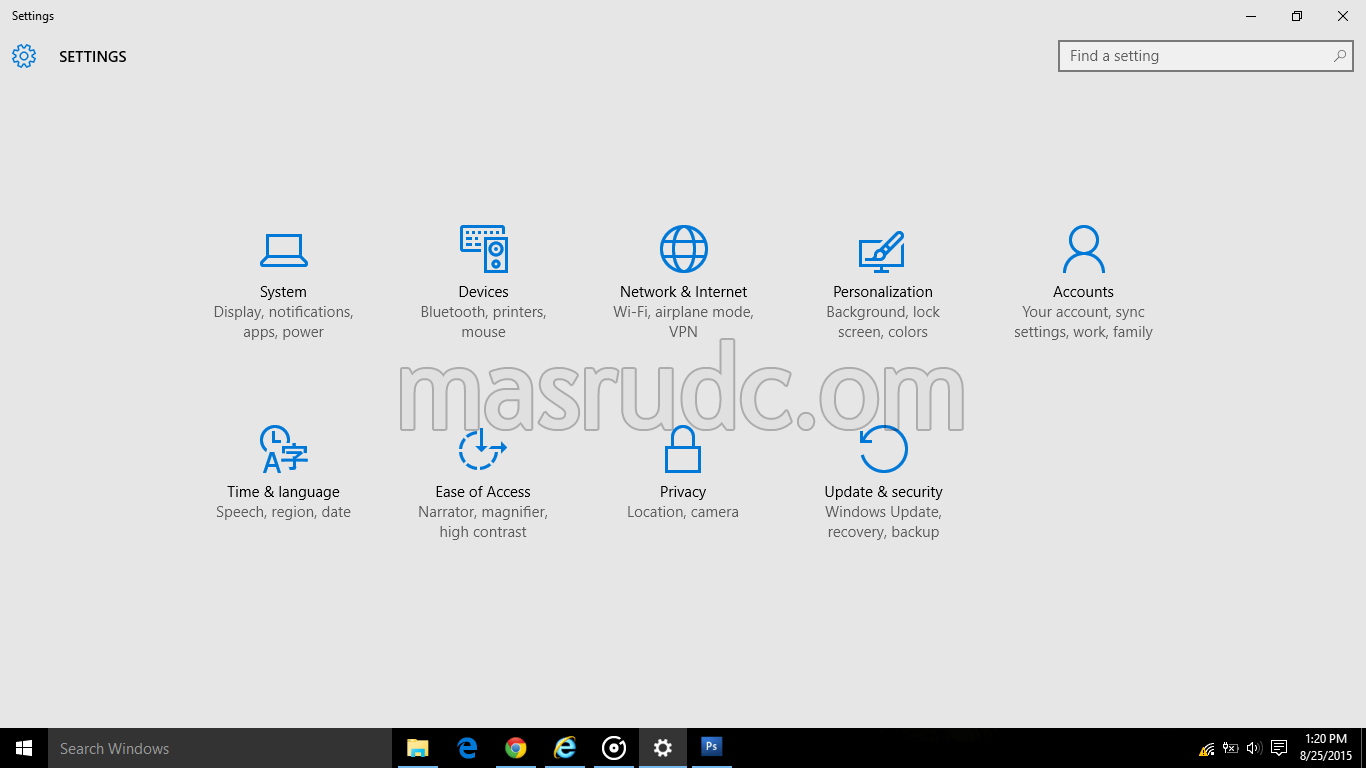 Settings
SETTINGS
Find a setting
System
Display, notifications,
apps, power
Devices
Bluetooth, printers,
mouse
Network & Internet
Wi-Fi, airplane mode,
VPN
Personalization
Background, lock
screen, colors
Accounts
Your account, sync
settings, work, family
masrudc.om
A字
Time & language
Speech, region, date
Ease of Access
Narrator, magnifier,
high contrast
Privacy
Location, camera
Update & security
Windows Update,
recovery, backup
Search Windows
Ps
1:20 PM
8/25/2015